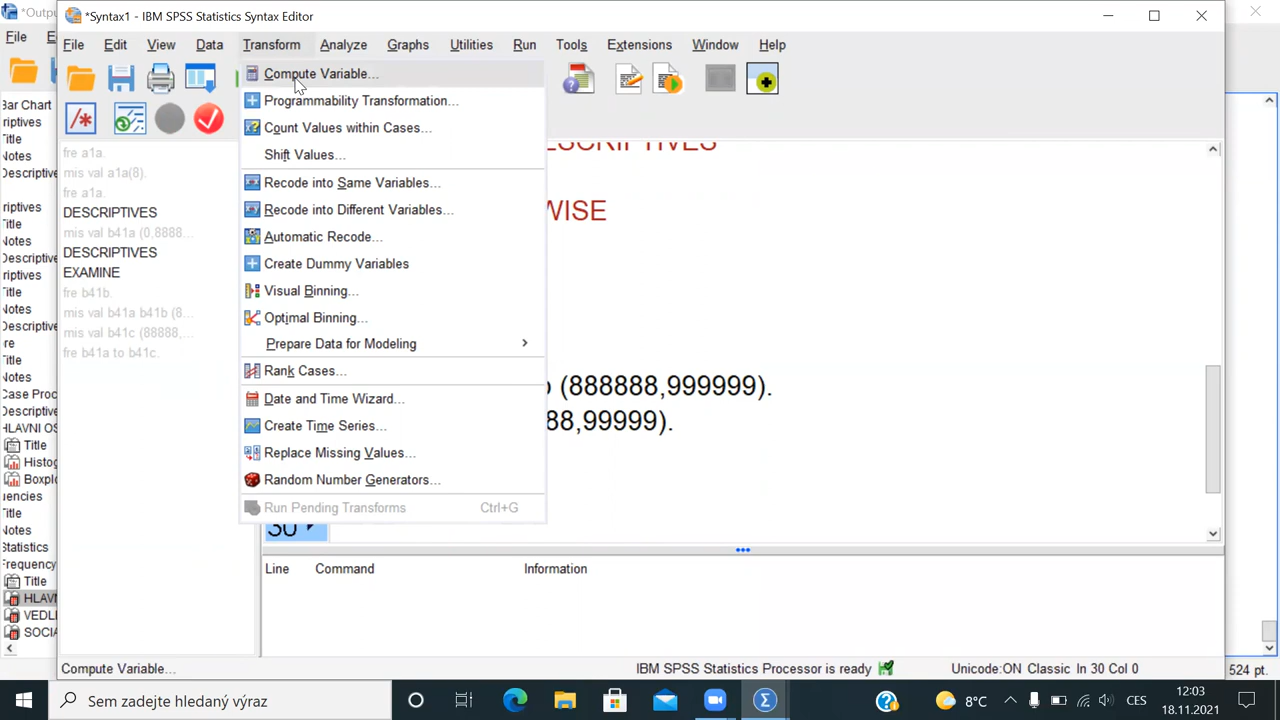 *Outpu
*Syntax1 - IBM SPSS Statistics Syntax Editor
File
File Edit View Data Transform Analyze Graphs Utilities Run Tools Extensions Window Help
Compute Variable...
Programmability Transformation...
Count Values within Cases...
Shift Values...
Recode into Same Variables...
Recode into Different Variables...
Automatic Recode...
Create Dummy Variables
Visual Binning...
Optimal Binning...
Prepare Data for Modeling
Rank Cases...
Date and Time Wizard...
Create Time Series...
Replace Missing Values...
Random Number Generators...
Run Pending Transforms Ctrl+G
Bar Chart
riptives
Title
Notes
Descriptive
riptives
Title
Notes
Descriptive
riptives
Title
Notes
Descriptive
re
Title
Notes
Case Proc
Descriptive
HLAVNI OS
Title
Histog
Boxplo
uencies
Title
Notes
Statistics
Frequency
Title
HLAVN
VEDL
SOCIA
fre a1a.
mis val a1a(8).
fre a1a.
DESCRIPTIVES
mis val b41a (0,8888...
DESCRIPTIVES
EXAMINE
fre b41b.
mis val b41a b41b (8...
mis val b41c (88888,...
fre b41a to b41c.
ESCRIPTIVES
WISE
(888888,999999).
88,99999).
30
Line Command Information
Compute Variable... IBM SPSS Statistics Processor is ready Unicode:ON Classic In 30 Col 0
524 pt.
Sem zadejte hledaný výraz
8°C
CES
12:03
18.11.2021